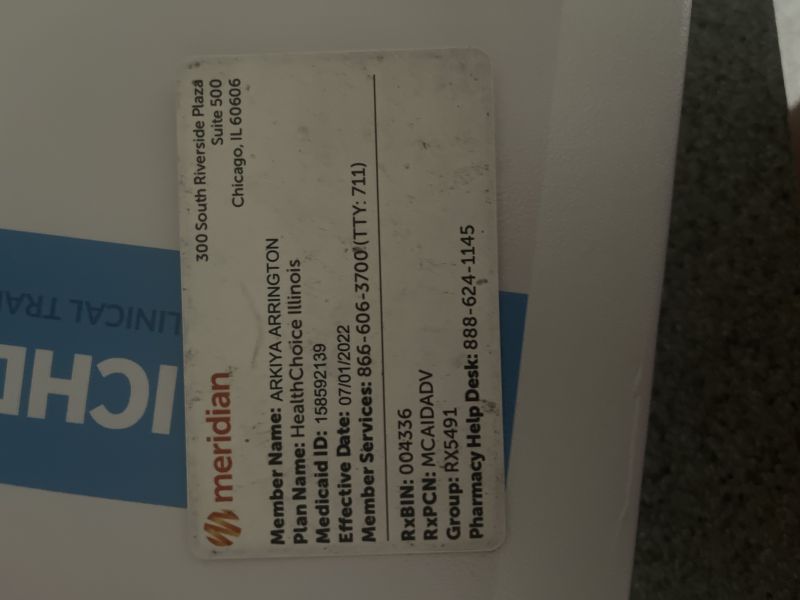 meridian
300 South Riverside Plaza
Suite 500
Chicago, IL 60606
Member Name: ARKIYA ARRINGTON
Plan Name: HealthChoice Illinois
Medicaid ID: 158592139
Effective Date: 07/01/2022
Member Services: 866-606-3700 (TTY: 711)
RxBIN: 004336
RxPCN: MCAIDADV
Group: RX5491
Pharmacy Help Desk: 888-624-1145